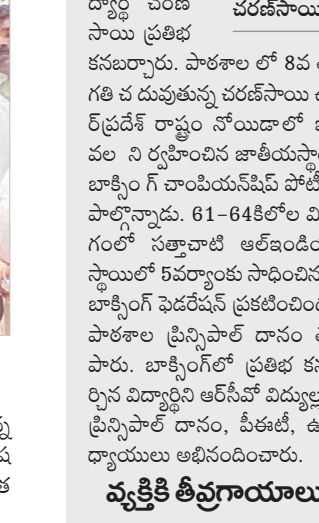 ద్యార్థి చరణ్
చరణ్‌సాయి
సాయి ప్రతిభ
కనబర్చారు. పాఠశాల లో 8వ త
గతి చ దువుతున్న చరణ్‌సాయి ఉ
ర్‌ప్రదేశ్ రాష్ట్రం నోయిడాలో ఇ
వల ని ర్వహించిన జాతీయస్థాయ
బాక్సిం గ్ చాంపియన్‌షిప్ పోటీ
పాల్గొన్నాడు. 61-64కిలోల వి
గంలో సత్తాచాటి ఆల్ఇండియ
స్థాయిలో 5వర్యాంకు సాధించిన
బాక్సింగ్ ఫెడరేషన్ ప్రకటించింద
పాఠశాల ప్రిన్సిపాల్ దానం త
పారు. బాక్సింగ్‌లో ప్రతిభ కన
ర్చిన విద్యార్థిని ఆర్‌సీవో విద్యుల్ల
ప్రిన్సిపాల్ దానం, పీఈటీ, ఉ
ధ్యాయులు అభినందించారు.
వ్యక్తికి తీవ్రగాయాలు
న్న
ష
త